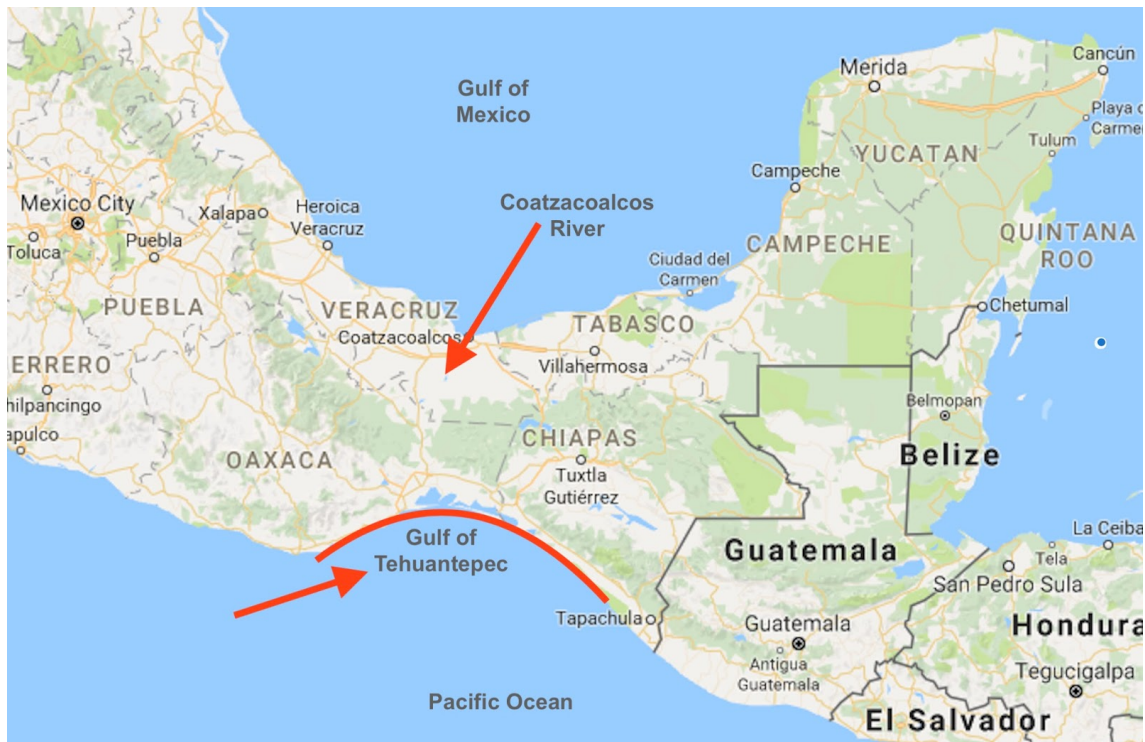 Gulf of
Mexico
Cancún
Merida
Playa d
Carmen
Tulum
YUCATAN
Campeche
Mexico City
Xalapa
Heroica
Veracruz
Coatzacoalcos
River
Toluca
Puebla
CAMPECHE
QUINTANA
ROO
Ciudad del
Carmen
PUEBLA
VERACRUZ
TABASCO
Chetumal
Coatzacoalcos
Villahermosa
ERRERO
hilpancingo
Belmopan
apulco
OAXACA
CHIAPAS
Belize
Tuxtla
Gutiérrez
La Ceiba
Gulf of
Tehuantepec
Guatemala
Tela
San Pedro Sula
Tapachula
Guatemala
Hondura
Antigua
Guatemala
Tegucigalpa
Pacific Ocean
El Salvador